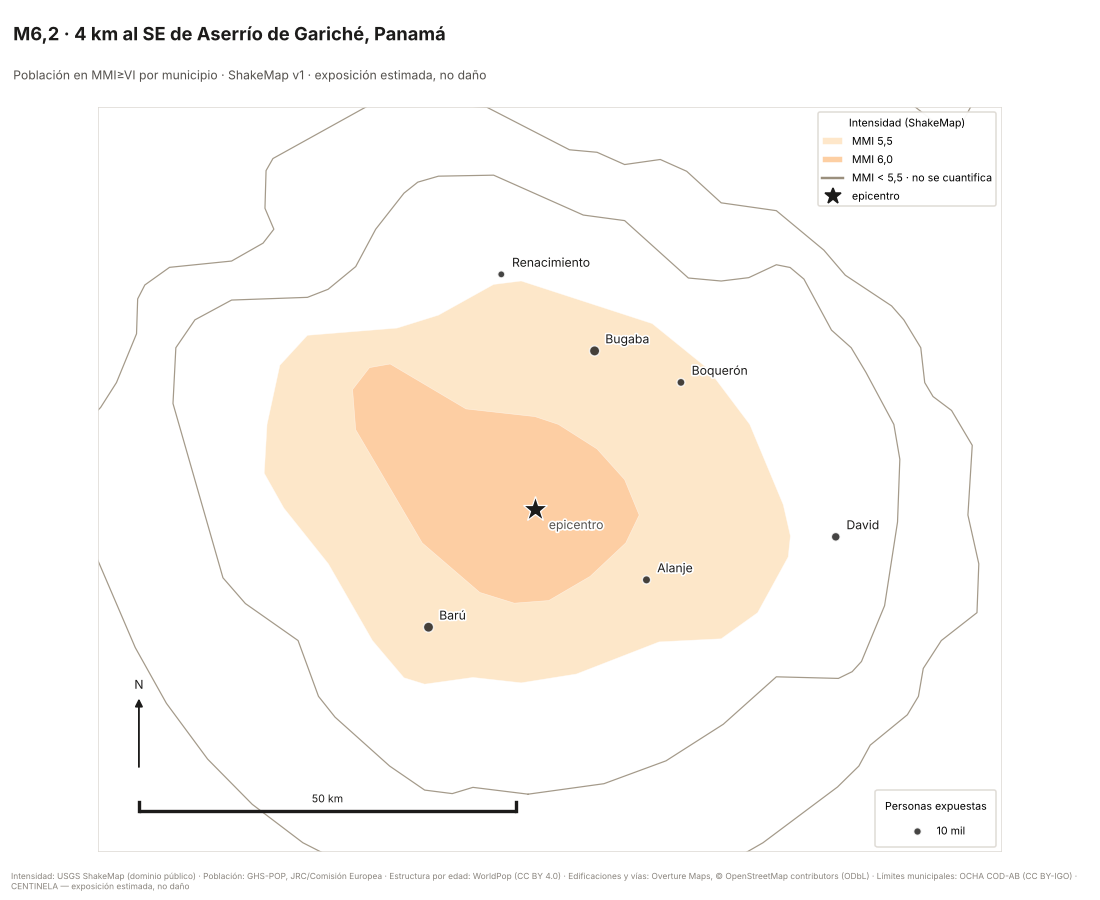 M6,2 · 4 km al SE de Aserrío de Gariché, Panamá
Población en MMI≥VI por municipio · ShakeMap v1 · exposición estimada, no daño
Intensidad (ShakeMap)
MMI 5,5
MMI 6,0
MMI < 5,5 · no se cuantifica
epicentro
Renacimiento
Bugaba
Boquerón
epicentro
David
Alanje
Barú
N
50 km
Personas expuestas
10 mil
Intensidad: USGS ShakeMap (dominio público) · Población: GHS-POP, JRC/Comisión Europea · Estructura por edad: WorldPop (CC BY 4.0) · Edificaciones y vías: Overture Maps, © OpenStreetMap contributors (ODbL) · Límites municipales: OCHA COD-AB (CC BY-IGO) ·
CENTINELA — exposición estimada, no daño